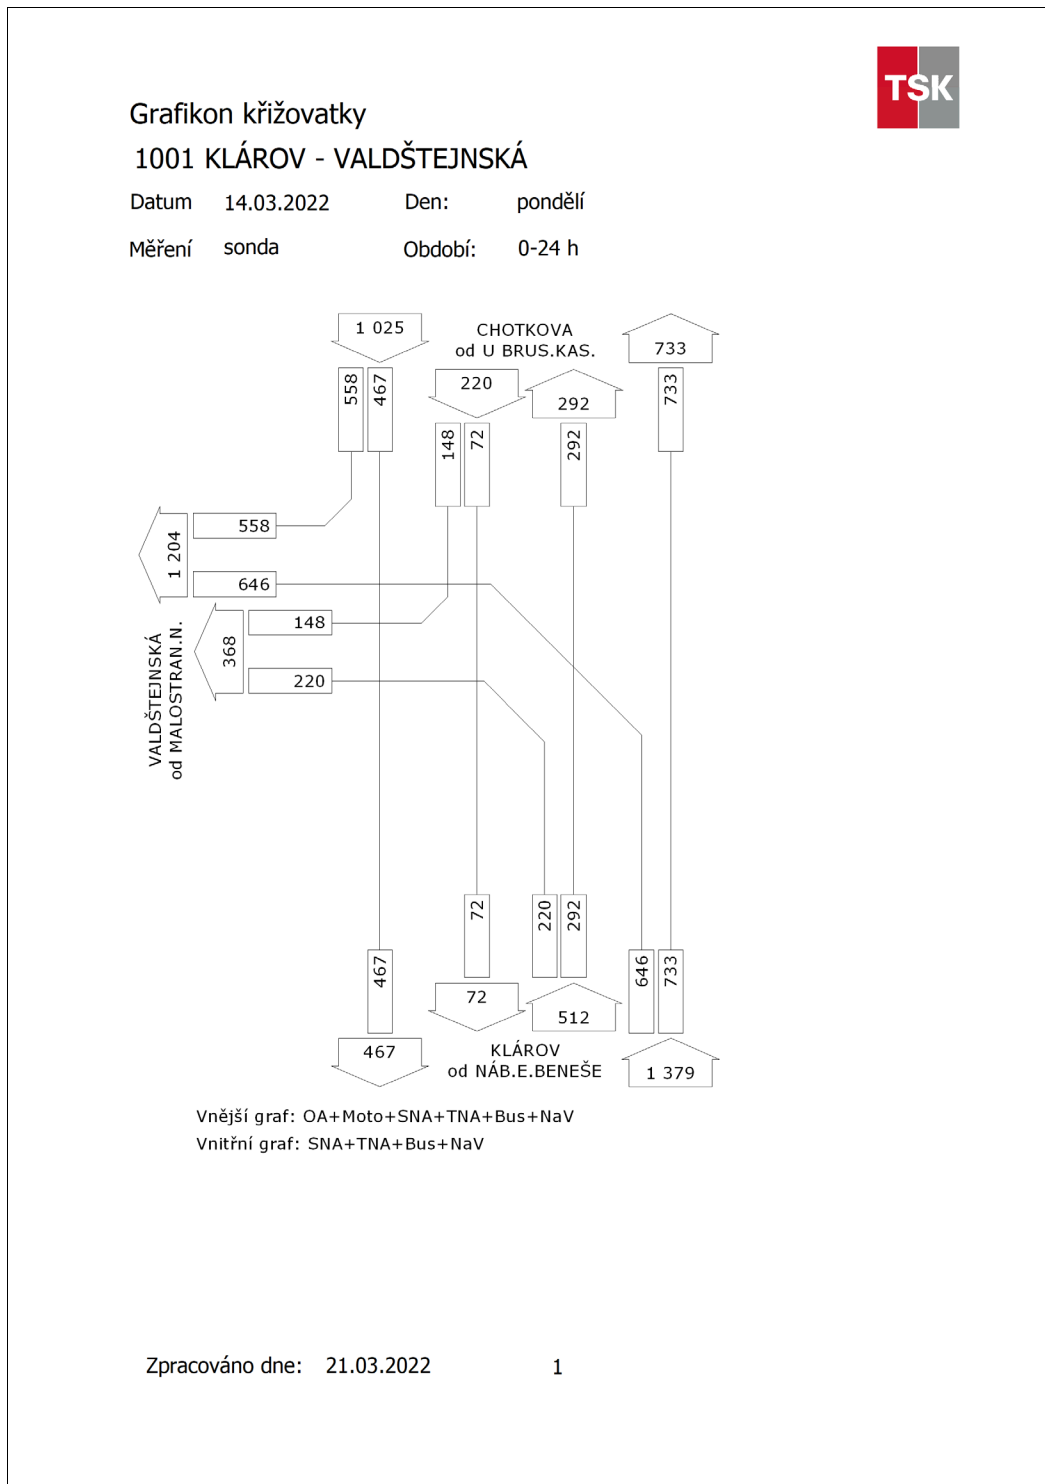 TSK
Grafikon křižovatky
1001 KLÁROV - VALDŠTEJNSKÁ
Datum 14.03.2022 Den: pondělí
Měření sonda Období: 0-24 h
1 025
CHOTKOVA
od U BRUS.KAS.
733
558
467
220
292
733
148
72
292
558
1 204
646
148
368
220
VALDŠTEJNSKÁ
od MALOSTRAN.N.
72
220
292
467
646
733
72
512
467
KLÁROV
od NÁB.E.BENEŠE
1 379
Vnější graf: OA+Moto+SNA+TNA+Bus+NaV
Vnitřní graf: SNA+TNA+Bus+NaV
Zpracováno dne: 21.03.2022 1